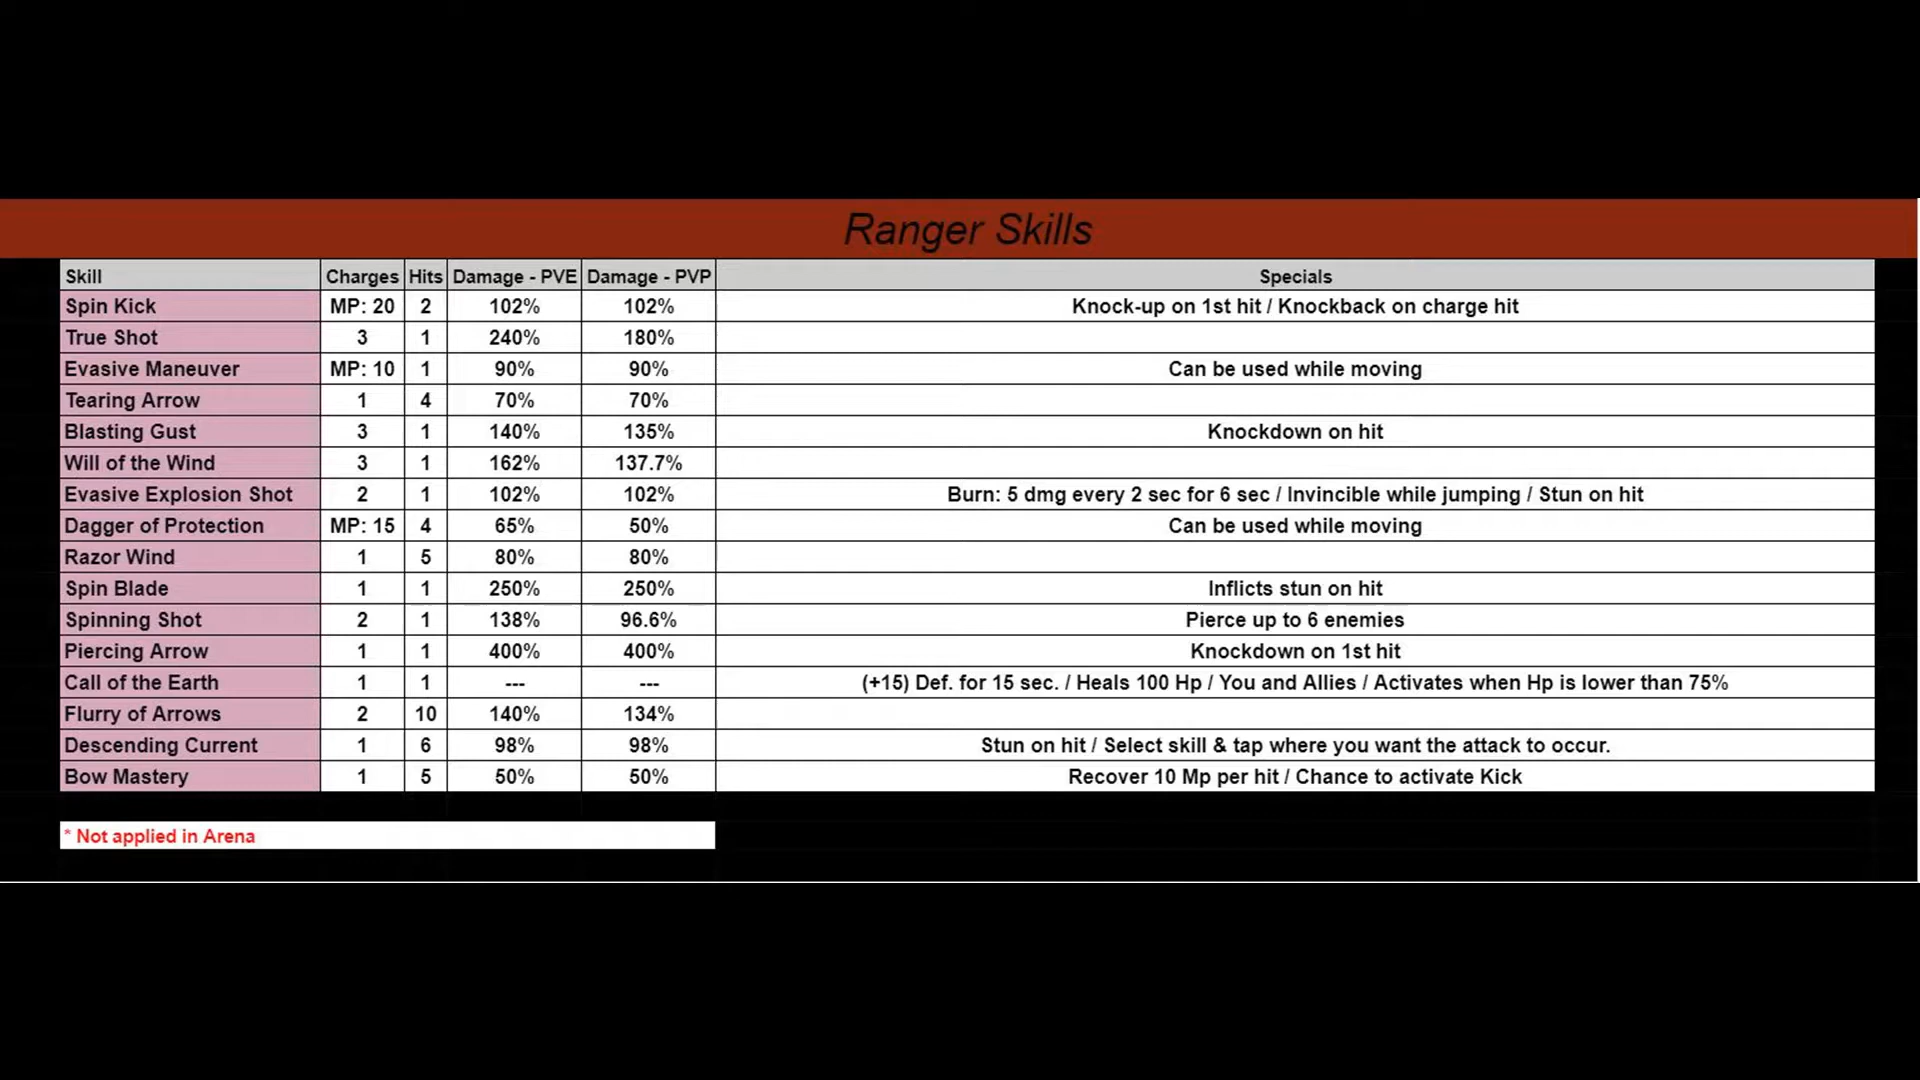 Ranger Skills
Skill Charges Hits Damage - PVE Damage - PVP Specials
Spin Kick MP: 20 2 102% 102% Knock-up on 1st hit / Knockback on charge hit
True Shot 3 1 240% 180%
Evasive Maneuver MP: 10 1 90% 90% Can be used while moving
Tearing Arrow 1 4 70% 70%
Blasting Gust 3 1 140% 135% Knockdown on hit
Will of the Wind 3 1 162% 137.7%
Evasive Explosion Shot 2 1 102% 102% Burn: 5 dmg every 2 sec for 6 sec / Invincible while jumping / Stun on hit
Dagger of Protection MP: 15 4 65% 50% Can be used while moving
Razor Wind 1 5 80% 80%
Spin Blade 1 1 250% 250% Inflicts stun on hit
Spinning Shot 2 1 138% 96.6% Pierce up to 6 enemies
Piercing Arrow 1 1 400% 400% Knockdown on 1st hit
Call of the Earth 1 1 --- --- (+15) Def. for 15 sec. / Heals 100 Hp / You and Allies / Activates when Hp is lower than 75%
Flurry of Arrows 2 10 140% 134%
Descending Current 1 6 98% 98% Stun on hit / Select skill & tap where you want the attack to occur.
Bow Mastery 1 5 50% 50% Recover 10 Mp per hit / Chance to activate Kick
* Not applied in Arena